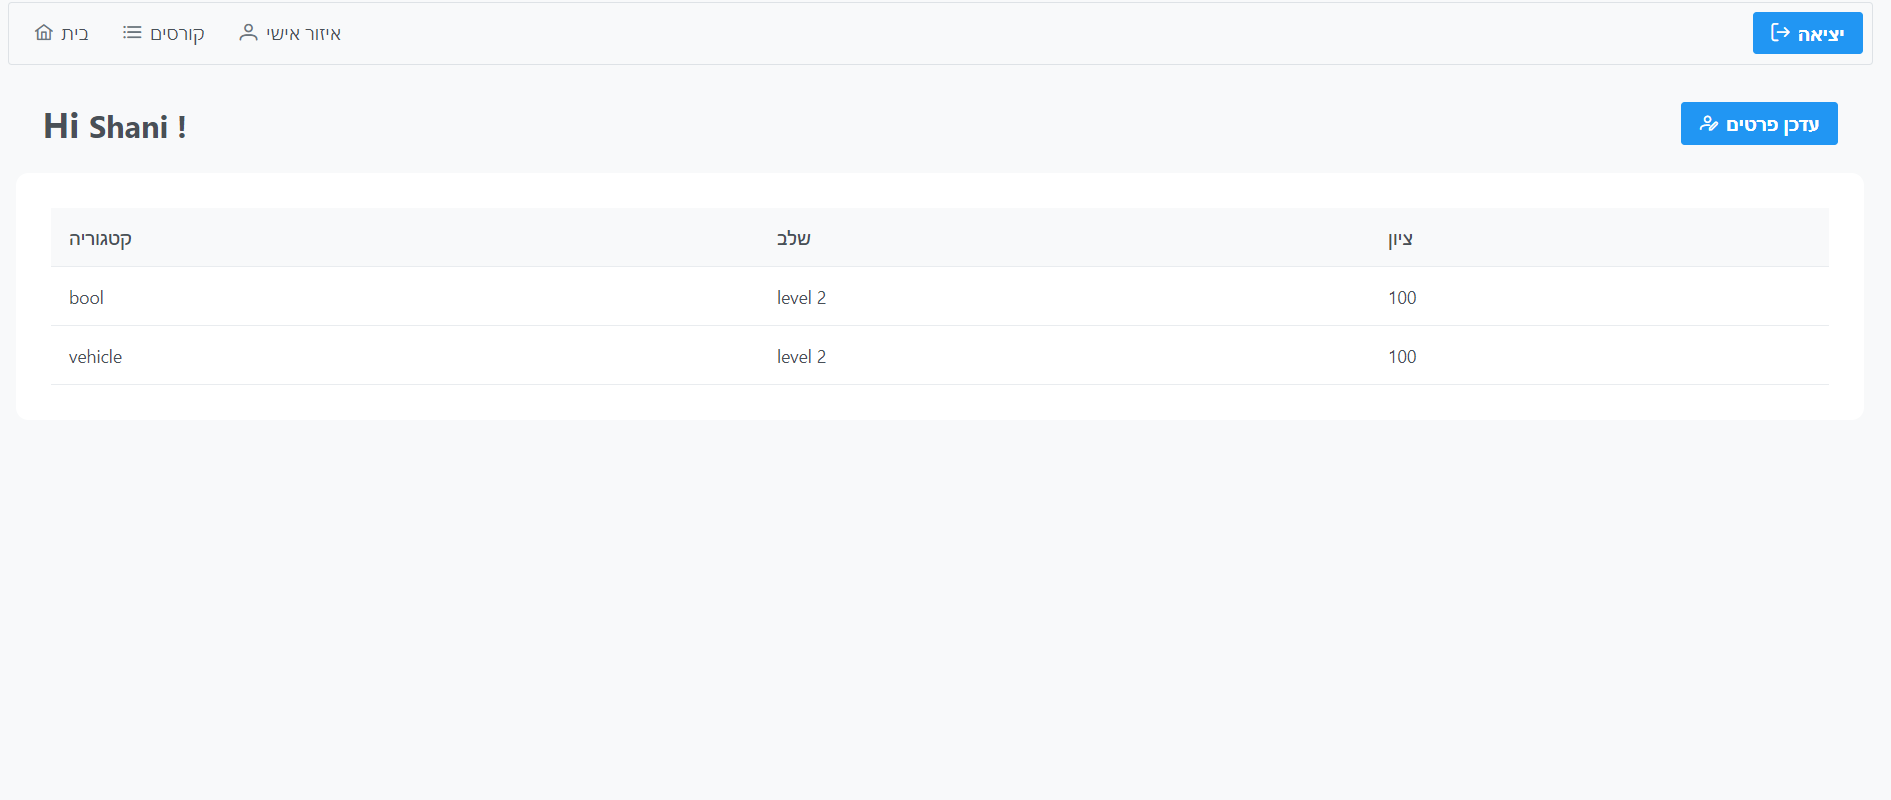 בית קורסים איזור אישי יציאה
Hi Shani ! עדכן פרטים
קטגוריה שלב ציון
bool level 2 100
vehicle level 2 100